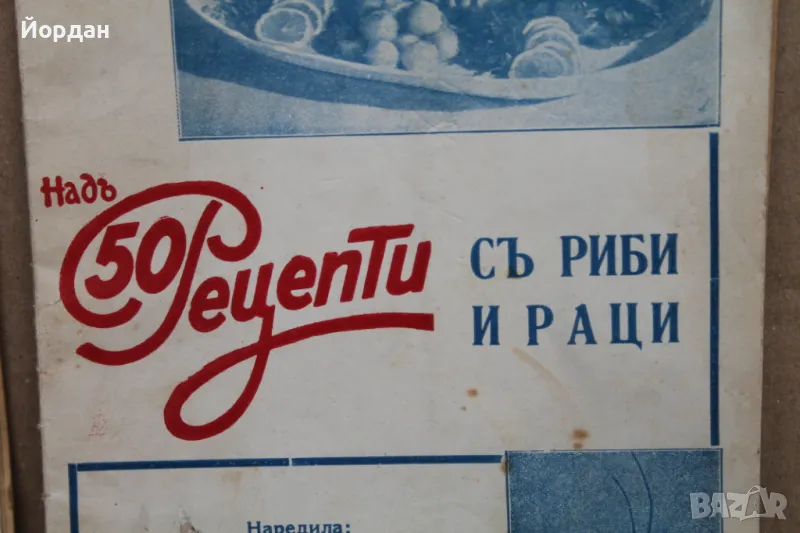 Йордан
Надъ
50 Рецепти
СЪ РИБИ
И РАЦИ
Наредила:
BAZAR